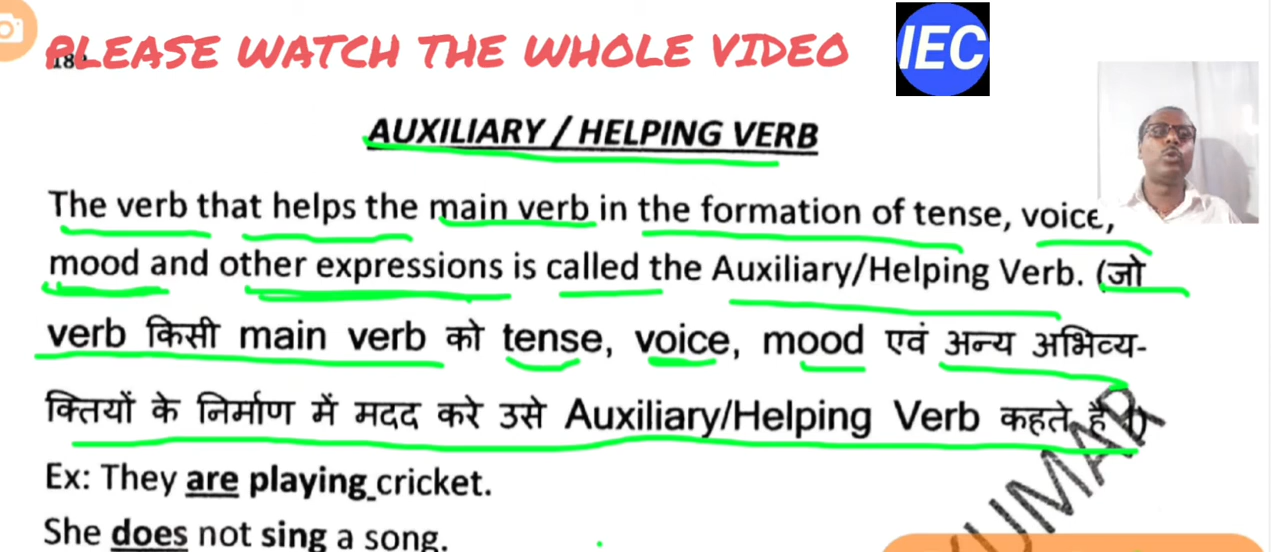 PLEASE WATCH THE WHOLE VIDEO
IEC
AUXILIARY / HELPING VERB
The verb that helps the main verb in the formation of tense, voice,
mood and other expressions is called the Auxiliary/Helping Verb. (जो
verb किसी main verb को tense, voice, mood एवं अन्य अभिव्य-
क्तियों के निर्माण में मदद करे उसे Auxiliary/Helping Verb कहते है ।)
Ex: They are playing cricket.
She does not sing a song.
KUMAR